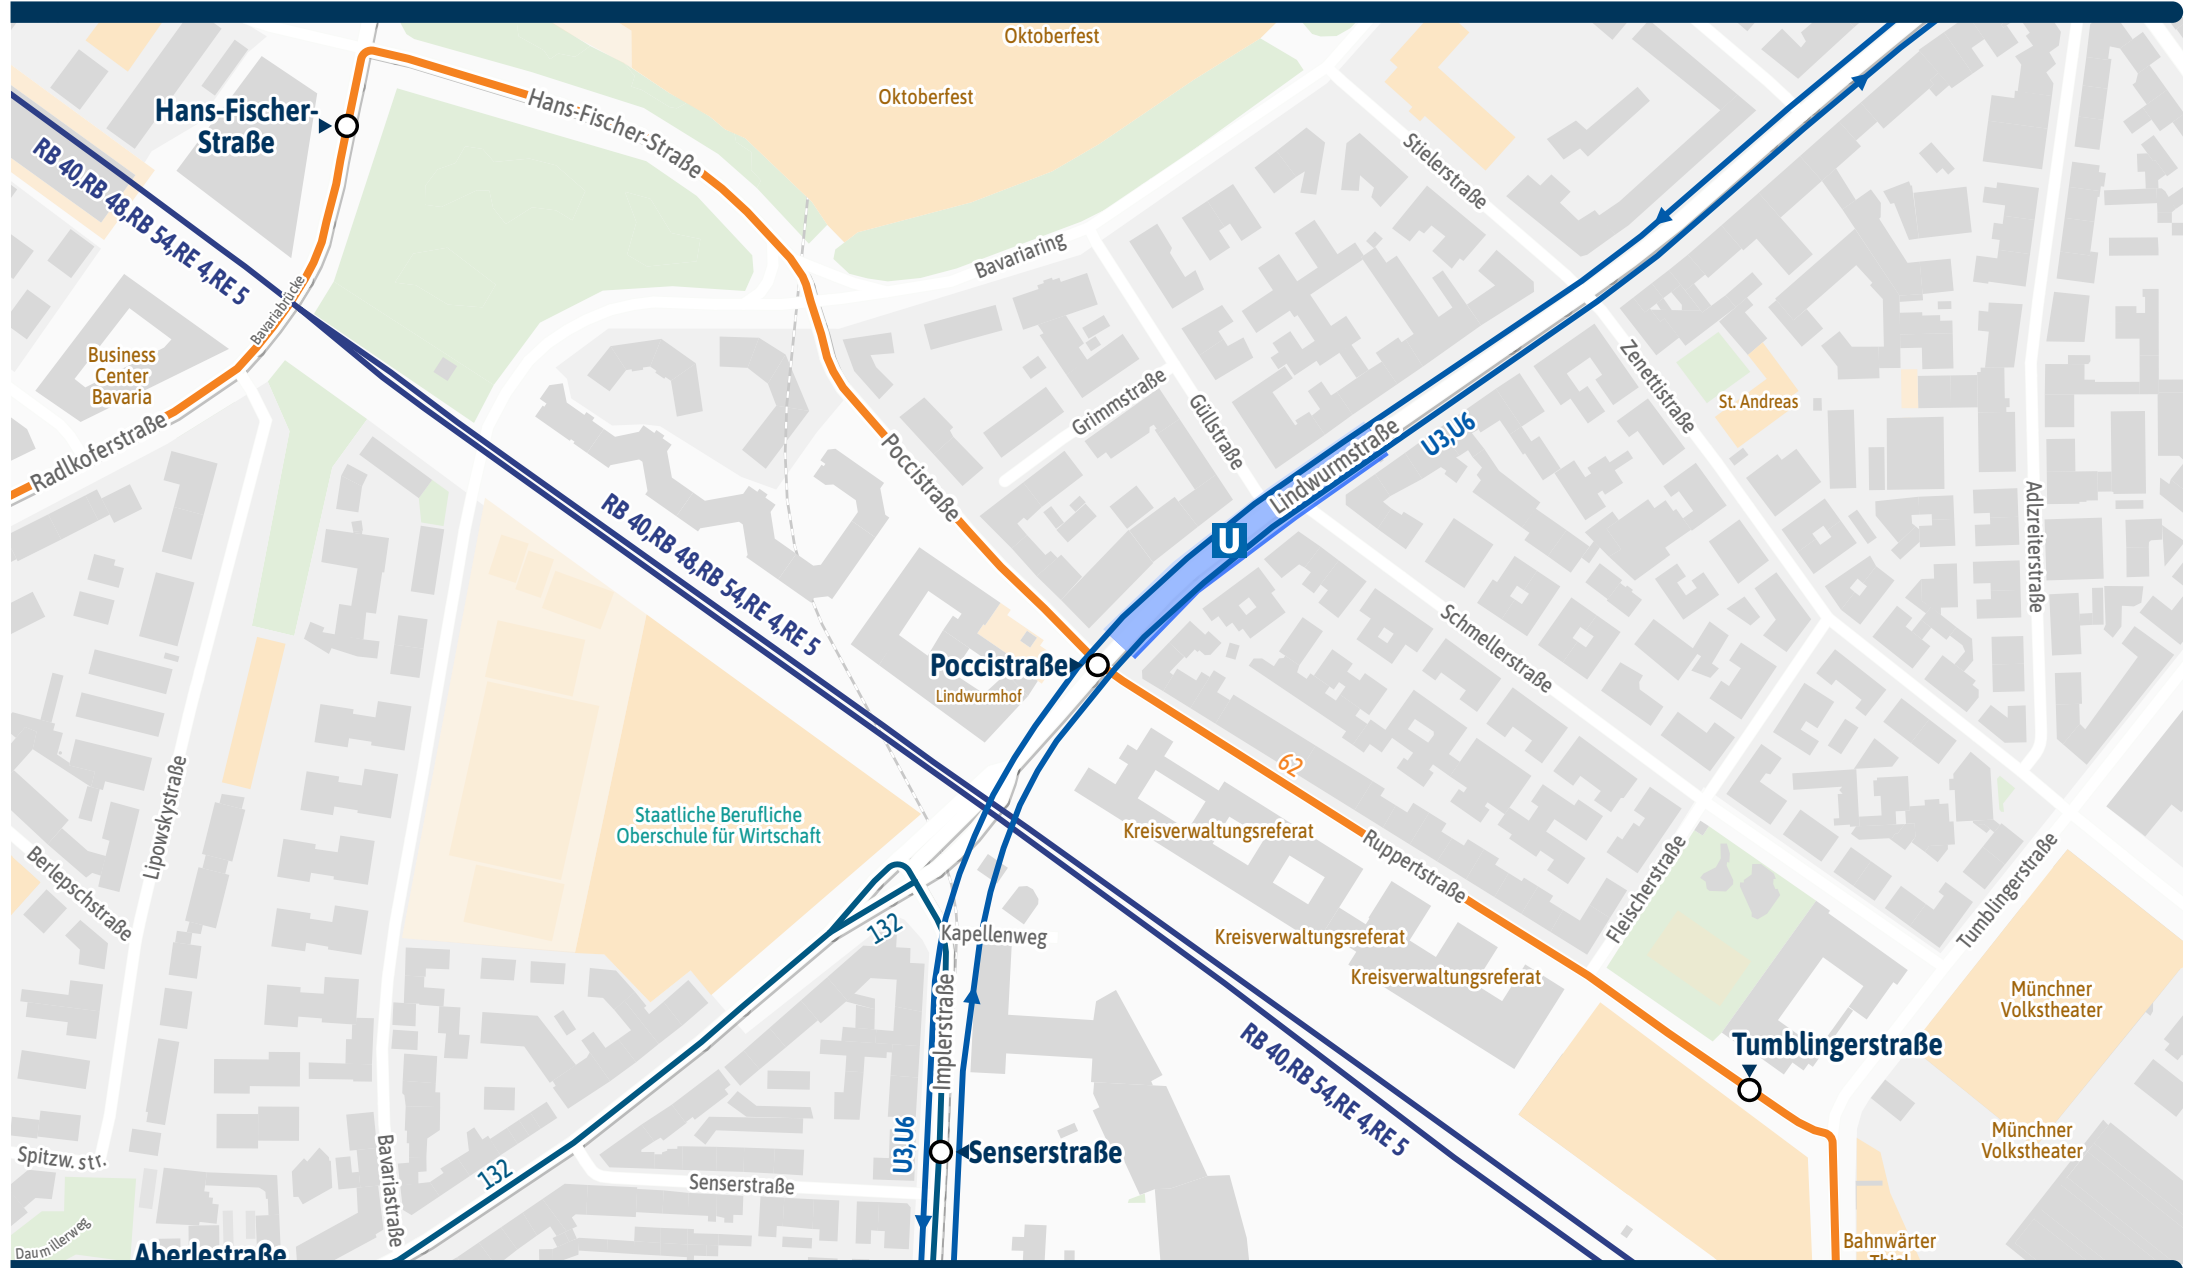 Oktoberfest
Oktoberfest
Hans-Fischer-
Straße
Hans-Fischer-Straße
Stielerstraße
RB 40,RB 48,RB 54,RE 4,RE 5
Bavariaring
Bavariabrücke
Business
Center
Bavaria
Radlkoferstraße
Grimmstraße
Güllstraße
Zenettistraße
St. Andreas
U3,U6
Lindwurmstraße
Poccistraße
U
Adlzreiterstraße
RB 40,RB 48,RB 54,RE 4,RE 5
Schmellerstraße
Poccistraße
Lindwurmhof
62
Lipowskystraße
Staatliche Berufliche
Oberschule für Wirtschaft
Kreisverwaltungsreferat
Ruppertstraße
Fleischerstraße
Tumblingerstraße
Berlepschstraße
132
Kapellenweg
Kreisverwaltungsreferat
Kreisverwaltungsreferat
Münchner
Volkstheater
Implerstraße
Tumblingerstraße
RB 40,RB 54,RE 4,RE 5
U3,U6
Senserstraße
Münchner
Volkstheater
Spitzw. str.
Bavariastraße
132
Senserstraße
Daumillerweg
Aberlestraße
Bahnwärter
Thiel